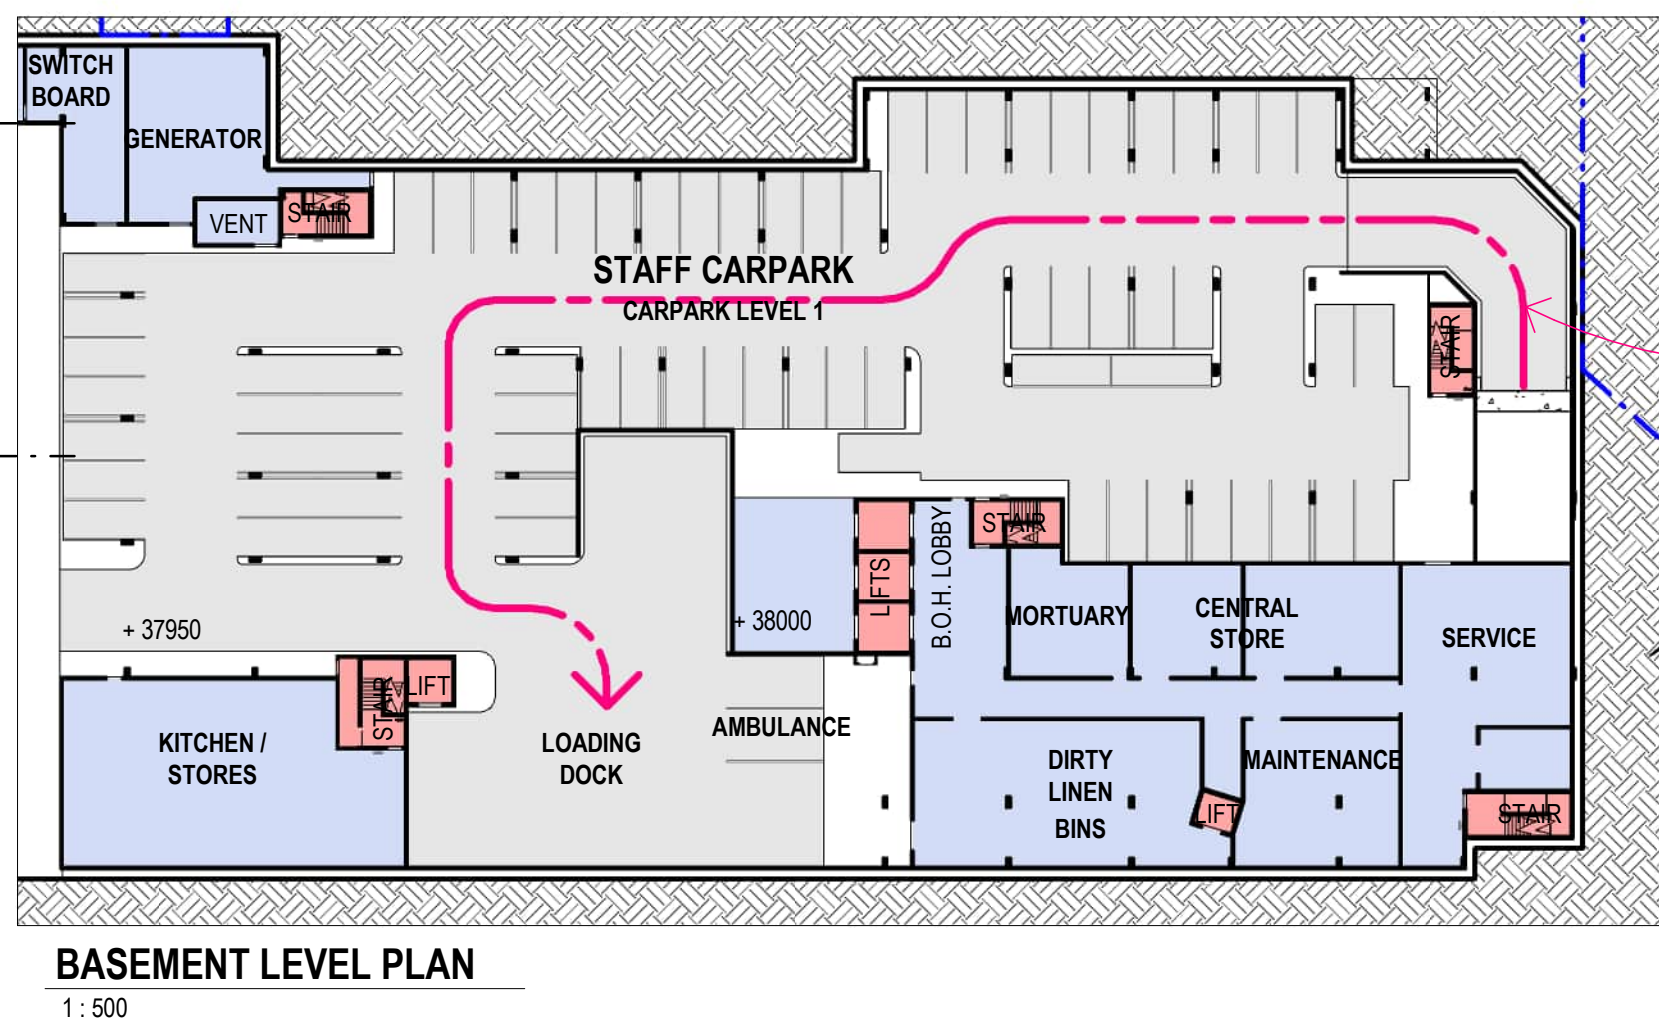 SWITCH
BOARD
GENERATOR
VENT
STAIR
STAFF CARPARK
CARPARK LEVEL 1
STAIR
STAIR
LIFTS
B.O.H. LOBBY
MORTUARY
CENTRAL
STORE
SERVICE
+ 37950
+ 38000
STAIR
LIFT
KITCHEN /
STORES
LOADING
DOCK
AMBULANCE
DIRTY
LINEN
BINS
LIFT
MAINTENANCE
STAIR
BASEMENT LEVEL PLAN
1 : 500